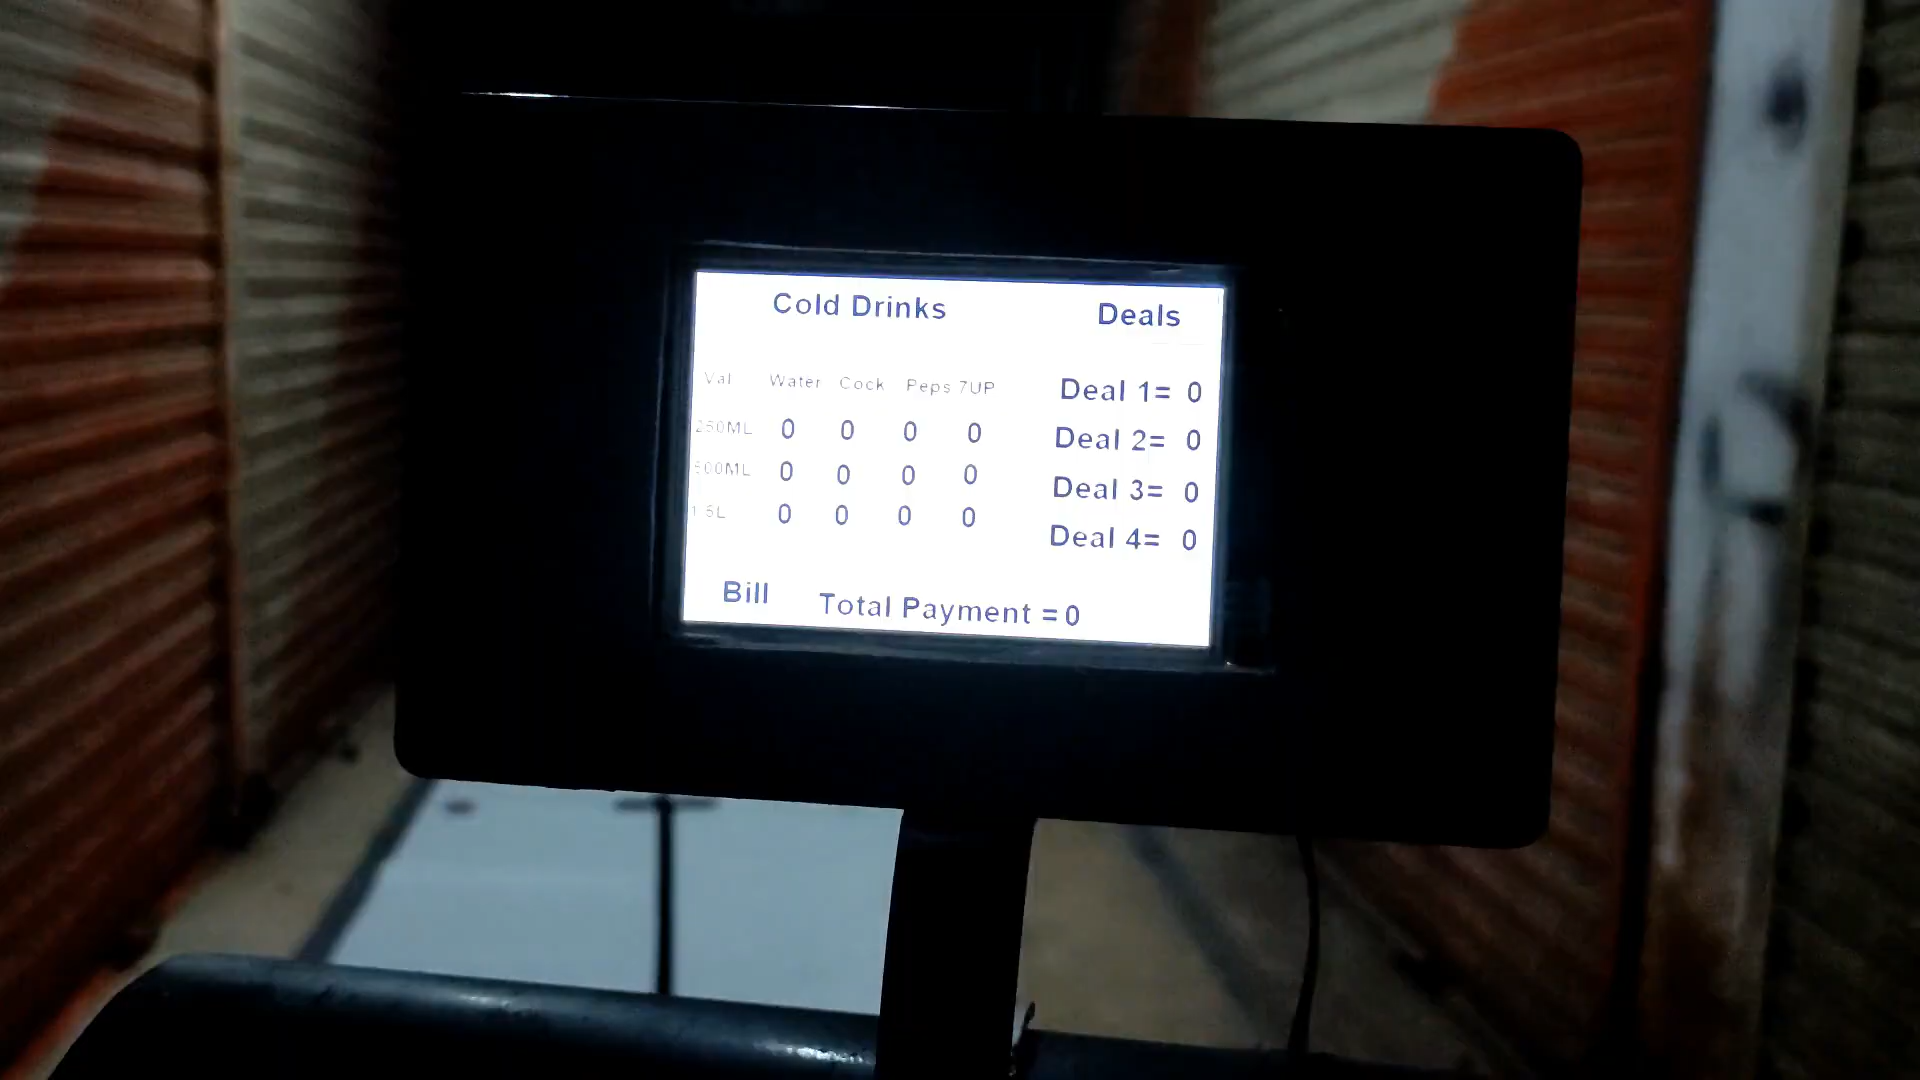 Cold Drinks Deals
Val Water Cock Peps 7UP
250ML 0 0 0 0
500ML 0 0 0 0
1.5L 0 0 0 0
Deal 1= 0
Deal 2= 0
Deal 3= 0
Deal 4= 0
Bill Total Payment = 0